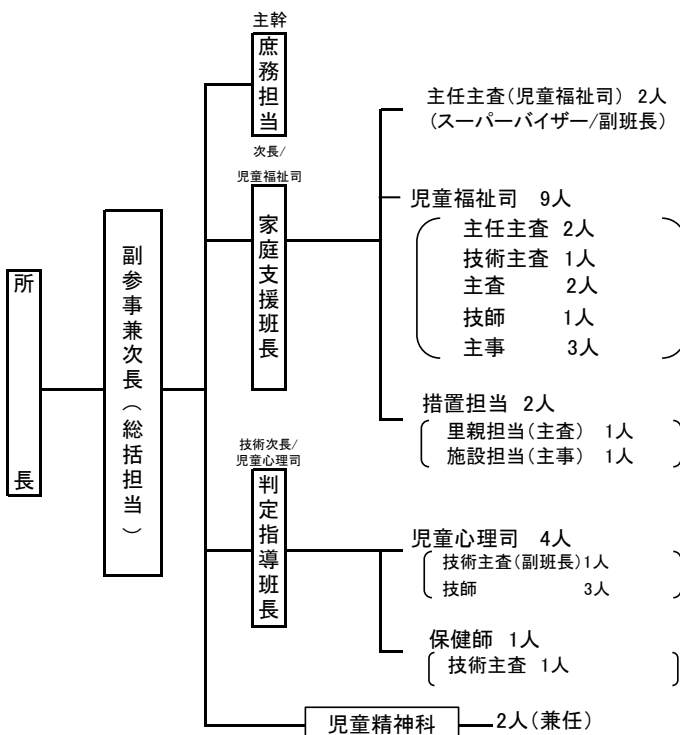 所長
副参事兼次長（総括担当）
主幹
庶務担当
次長/
児童福祉司
家庭支援班長
主任主査(児童福祉司) 2人
(スーパーバイザー/副班長)
児童福祉司 9人
主任主査 2人
技術主査 1人
主査 2人
技師 1人
主事 3人
措置担当 2人
里親担当(主査) 1人
施設担当(主事) 1人
技術次長/
児童心理司
判定指導班長
児童心理司 4人
技術主査(副班長)1人
技師 3人
保健師 1人
技術主査 1人
児童精神科
2人(兼任)